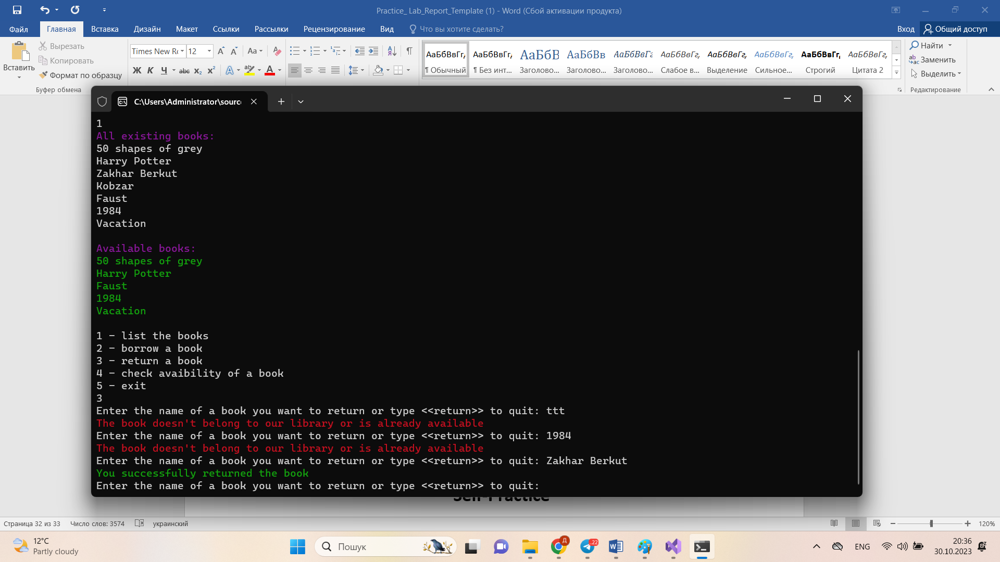 Practice_ Lab_Report_Template (1) - Word (Сбой активации продукта)
Файл Главная Вставка Дизайн Макет Ссылки Рассылки Рецензирование Вид Что вы хотите сделать? Вход Общий доступ
Вставить
Вырезать
Копировать
Формат по образцу
Буфер обмена
Times New Ro 12
Ж К Ч abc x₂ x²
АаБбВвГг, АаБбВвГг, АаБбВ АаБбВв АаБбВвГг АаБбВвГг, АаБбВвГг, АаБбВвГг, АаБбВвГг, АаБбВвГг,
¶ Обычный ¶ Без инт... Заголово... Заголово... Заголово... Слабое в... Выделение Сильное... Строгий Цитата 2
Найти
Заменить
Выделить
Редактирование
C:\Users\Administrator\sourc
1
All existing books:
50 shapes of grey
Harry Potter
Zakhar Berkut
Kobzar
Faust
1984
Vacation
Available books:
50 shapes of grey
Harry Potter
Faust
1984
Vacation
1 - list the books
2 - borrow a book
3 - return a book
4 - check avaibility of a book
5 - exit
3
Enter the name of a book you want to return or type <<return>> to quit: ttt
The book doesn't belong to our library or is already available
Enter the name of a book you want to return or type <<return>> to quit: 1984
The book doesn't belong to our library or is already available
Enter the name of a book you want to return or type <<return>> to quit: Zakhar Berkut
You successfully returned the book
Enter the name of a book you want to return or type <<return>> to quit:
Self-Practice
Страница 32 из 33 Число слов: 3574 украинский 120%
12°C
Partly cloudy
Пошук
Д
22
ENG
20:36
30.10.2023